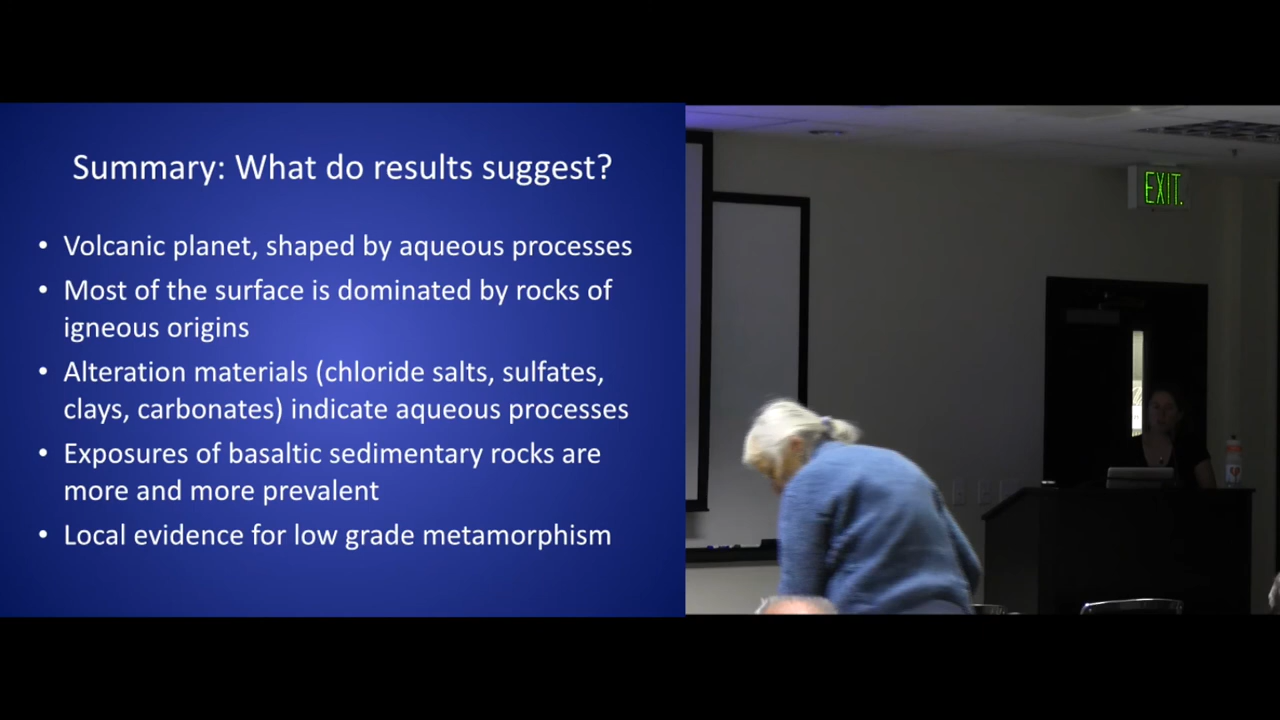 Summary: What do results suggest?
• Volcanic planet, shaped by aqueous processes
• Most of the surface is dominated by rocks of
igneous origins
• Alteration materials (chloride salts, sulfates,
clays, carbonates) indicate aqueous processes
• Exposures of basaltic sedimentary rocks are
more and more prevalent
• Local evidence for low grade metamorphism
EXIT